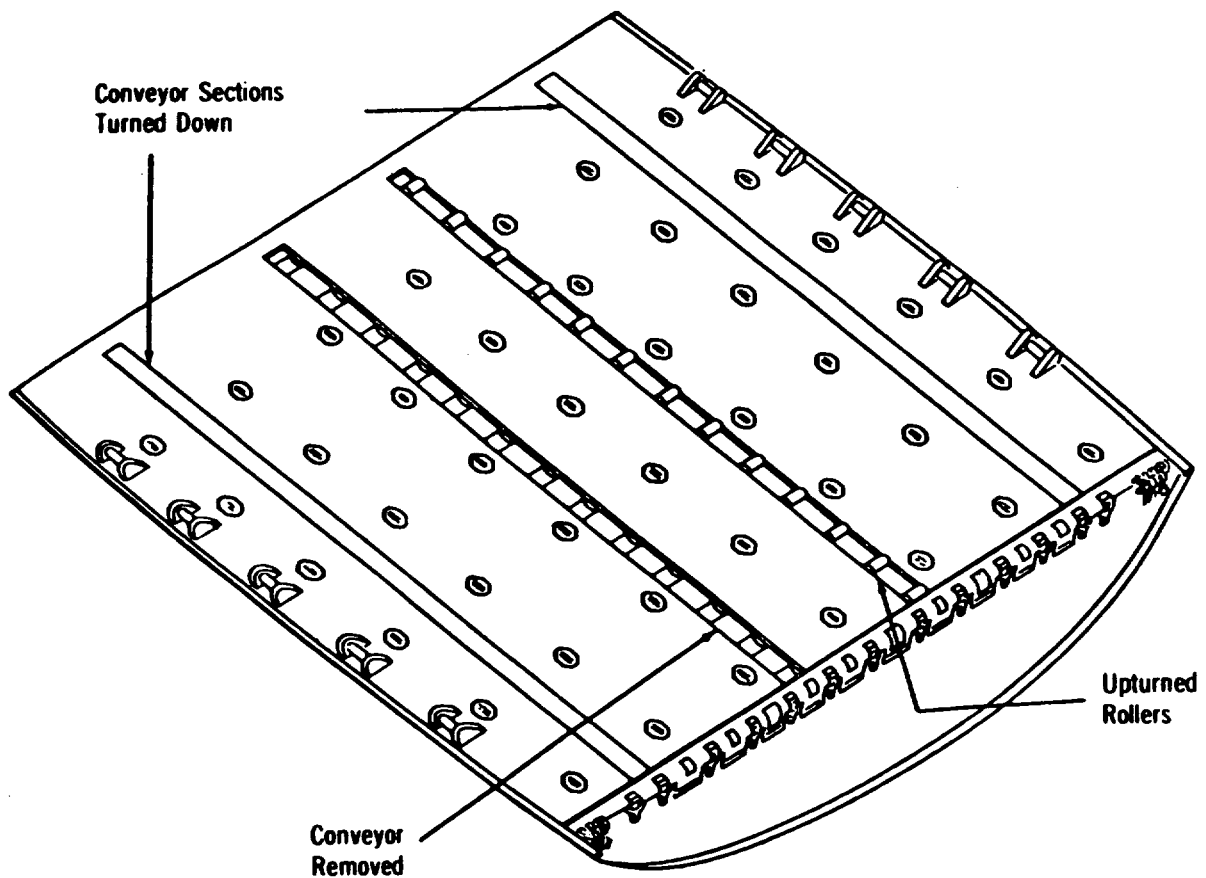 Conveyor Sections
Turned Down
Upturned
Rollers
Conveyor
Removed